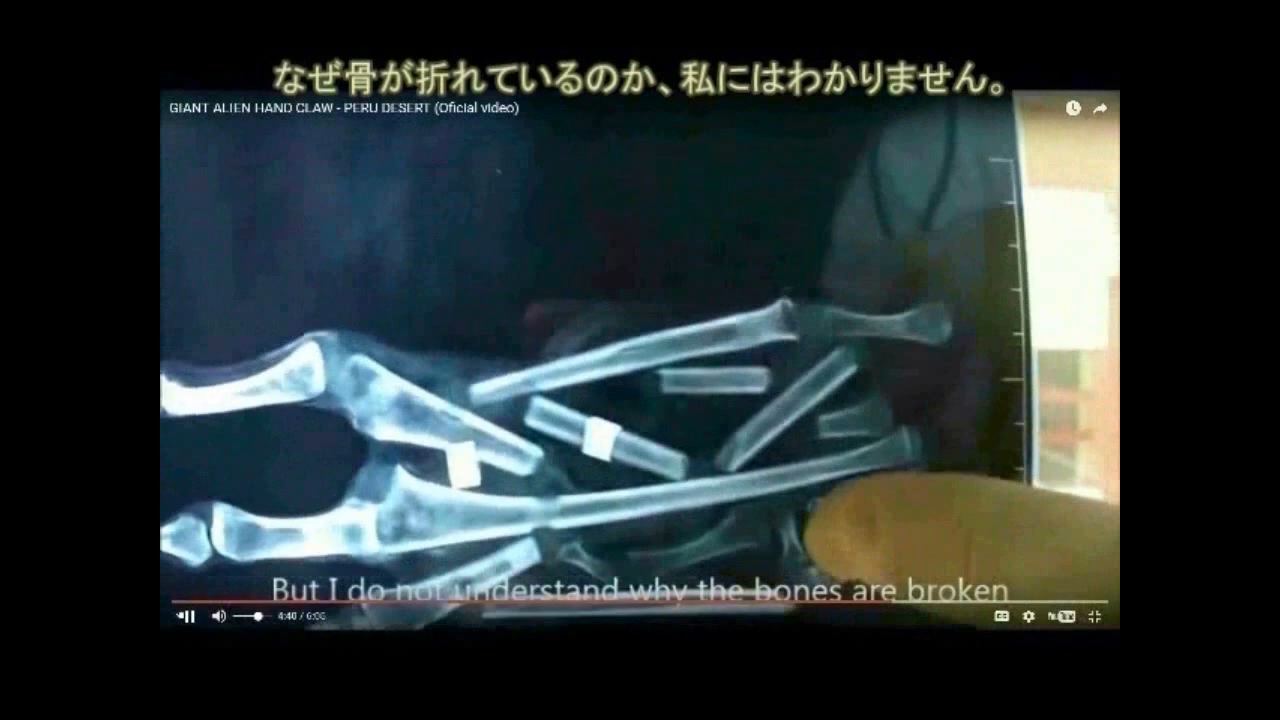 なぜ骨が折れているのか、私にはわかりません。
GIANT ALIEN HAND CLAW - PERU DESERT (Oficial video)
But I do not understand why the bones are broken
4:40 / 6:06